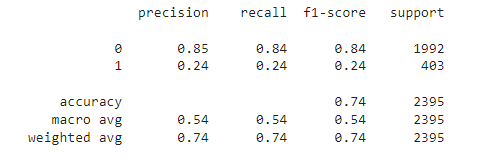 precision recall f1-score support
0 0.85 0.84 0.84 1992
1 0.24 0.24 0.24 403
accuracy 0.74 2395
macro avg 0.54 0.54 0.54 2395
weighted avg 0.74 0.74 0.74 2395